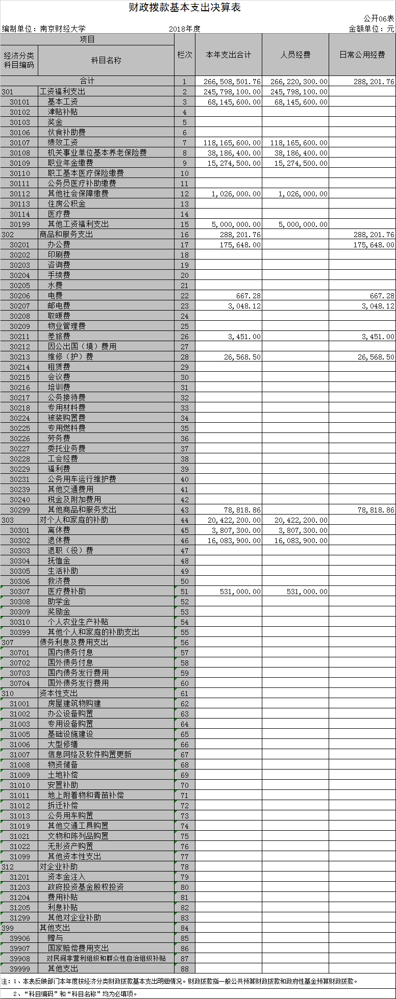 财政拨款基本支出决算表
公开06表
编制单位：南京财经大学 2018年度 金额单位：元
项目
经济分类科目编码 科目名称 栏次 本年支出合计 人员经费 日常公用经费
合计 1 266,508,501.76 266,220,300.00 288,201.76
301 工资福利支出 2 245,798,100.00 245,798,100.00
30101 基本工资 3 68,145,600.00 68,145,600.00
30102 津贴补贴 4
30103 奖金 5
30106 伙食补助费 6
30107 绩效工资 7 118,165,600.00 118,165,600.00
30108 机关事业单位基本养老保险费 8 38,186,400.00 38,186,400.00
30109 职业年金缴费 9 15,274,500.00 15,274,500.00
30110 职工基本医疗保险缴费 10
30111 公务员医疗补助缴费 11
30112 其他社会保障缴费 12 1,026,000.00 1,026,000.00
30113 住房公积金 13
30114 医疗费 14
30199 其他工资福利支出 15 5,000,000.00 5,000,000.00
302 商品和服务支出 16 288,201.76 288,201.76
30201 办公费 17 175,648.00 175,648.00
30202 印刷费 18
30203 咨询费 19
30204 手续费 20
30205 水费 21
30206 电费 22 667.28 667.28
30207 邮电费 23 3,048.12 3,048.12
30208 取暖费 24
30209 物业管理费 25
30211 差旅费 26 3,451.00 3,451.00
30212 因公出国（境）费用 27
30213 维修（护）费 28 26,568.50 26,568.50
30214 租赁费 29
30215 会议费 30
30216 培训费 31
30217 公务接待费 32
30218 专用材料费 33
30224 被装购置费 34
30225 专用燃料费 35
30226 劳务费 36
30227 委托业务费 37
30228 工会经费 38
30229 福利费 39
30231 公务用车运行维护费 40
30239 其他交通费用 41
30240 税金及附加费用 42
30299 其他商品和服务支出 43 78,818.86 78,818.86
303 对个人和家庭的补助 44 20,422,200.00 20,422,200.00
30301 离休费 45 3,807,300.00 3,807,300.00
30302 退休费 46 16,083,900.00 16,083,900.00
30303 退职（役）费 47
30304 抚恤金 48
30305 生活补助 49
30306 救济费 50
30307 医疗费补助 51 531,000.00 531,000.00
30308 助学金 52
30309 奖励金 53
30310 个人农业生产补贴 54
30399 其他个人和家庭的补助支出 55
307 债务利息及费用支出 56
30701 国内债务付息 57
30702 国外债务付息 58
30703 国内债务发行费用 59
30704 国外债务发行费用 60
310 资本性支出 61
31001 房屋建筑物购建 62
31002 办公设备购置 63
31003 专用设备购置 64
31005 基础设施建设 65
31006 大型修缮 66
31007 信息网络及软件购置更新 67
31008 物资储备 68
31009 土地补偿 69
31010 安置补助 70
31011 地上附着物和青苗补偿 71
31012 拆迁补偿 72
31013 公务用车购置 73
31019 其他交通工具购置 74
31021 文物和陈列品购置 75
31022 无形资产购置 76
31099 其他资本性支出 77
312 对企业补助 78
31201 资本金注入 79
31203 政府投资基金股权投资 80
31204 费用补贴 81
31205 利息补贴 82
31299 其他对企业补助 83
399 其他支出 84
39906 赠与 85
39907 国家赔偿费用支出 86
39908 对民间非营利组织和群众性自治组织补贴 87
39999 其他支出 88
注：1、本表反映部门本年度按经济分类财政拨款基本支出明细情况。财政拨款指一般公共预算财政拨款和政府性基金预算财政拨款。
2、“科目编码”和“科目名称”均为必填项。